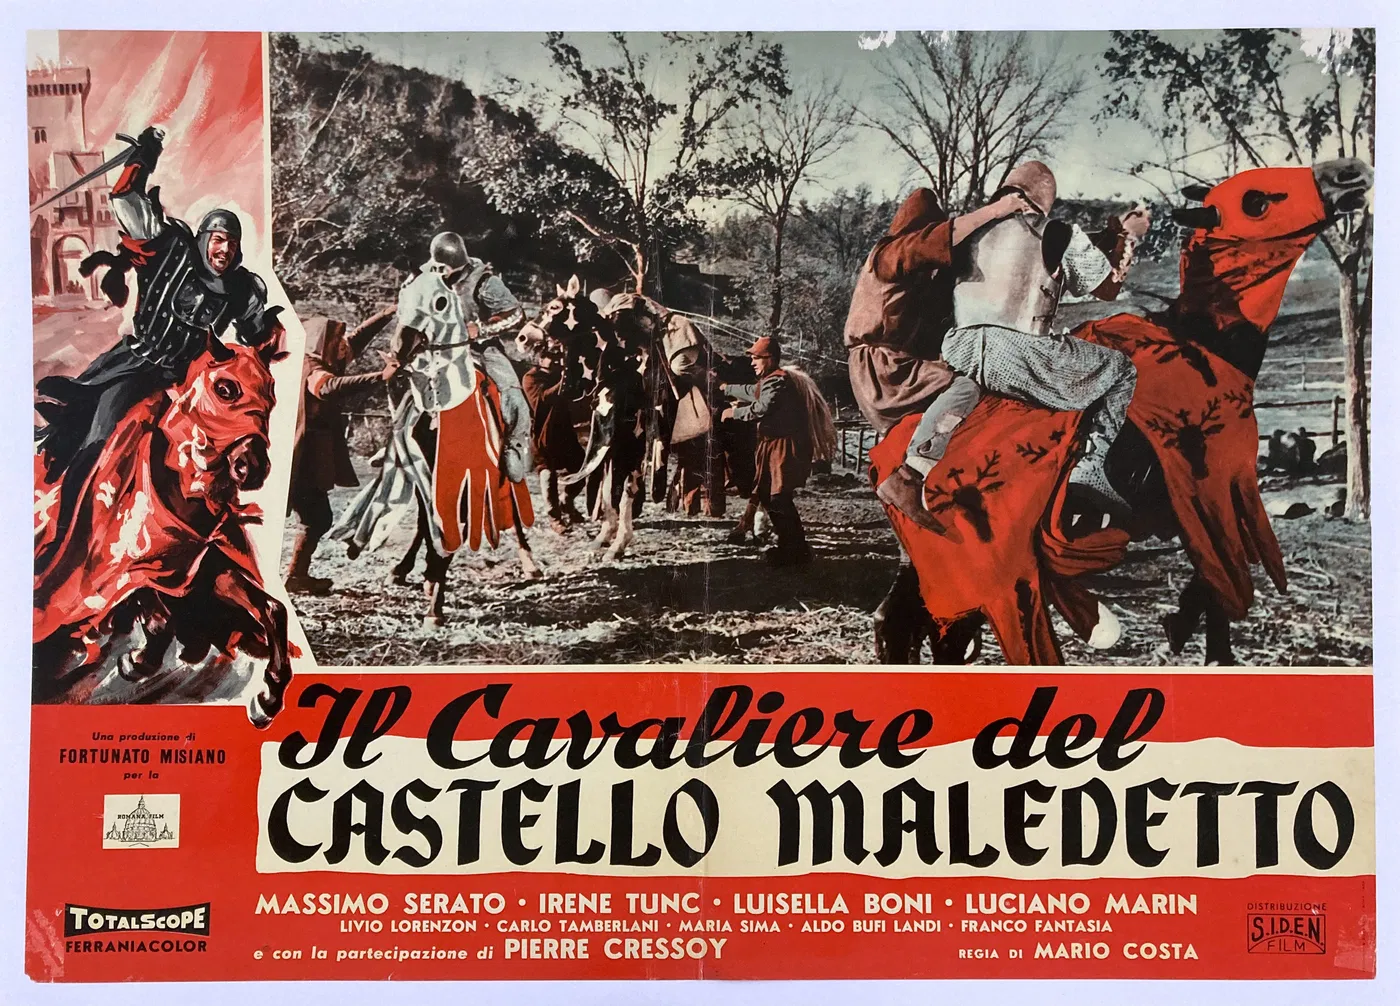 Il Cavaliere del
CASTELLO MALEDETTO
Una produzione di
FORTUNATO MISIANO
per la
ROMANA FILM
TOTALSCOPE
FERRANIACOLOR
MASSIMO SERATO · IRENE TUNC · LUISELLA BONI · LUCIANO MARIN
LIVIO LORENZON · CARLO TAMBERLANI · MARIA SIMA · ALDO BUFI LANDI · FRANCO FANTASIA
e con la partecipazione di PIERRE CRESSOY
REGIA DI MARIO COSTA
DISTRIBUZIONE
S.I.D.E.N.
FILM